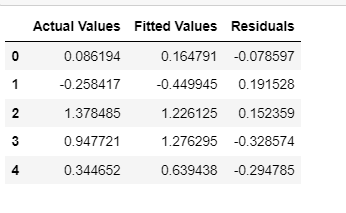 Actual Values Fitted Values Residuals
0 0.086194 0.164791 -0.078597
1 -0.258417 -0.449945 0.191528
2 1.378485 1.226125 0.152359
3 0.947721 1.276295 -0.328574
4 0.344652 0.639438 -0.294785